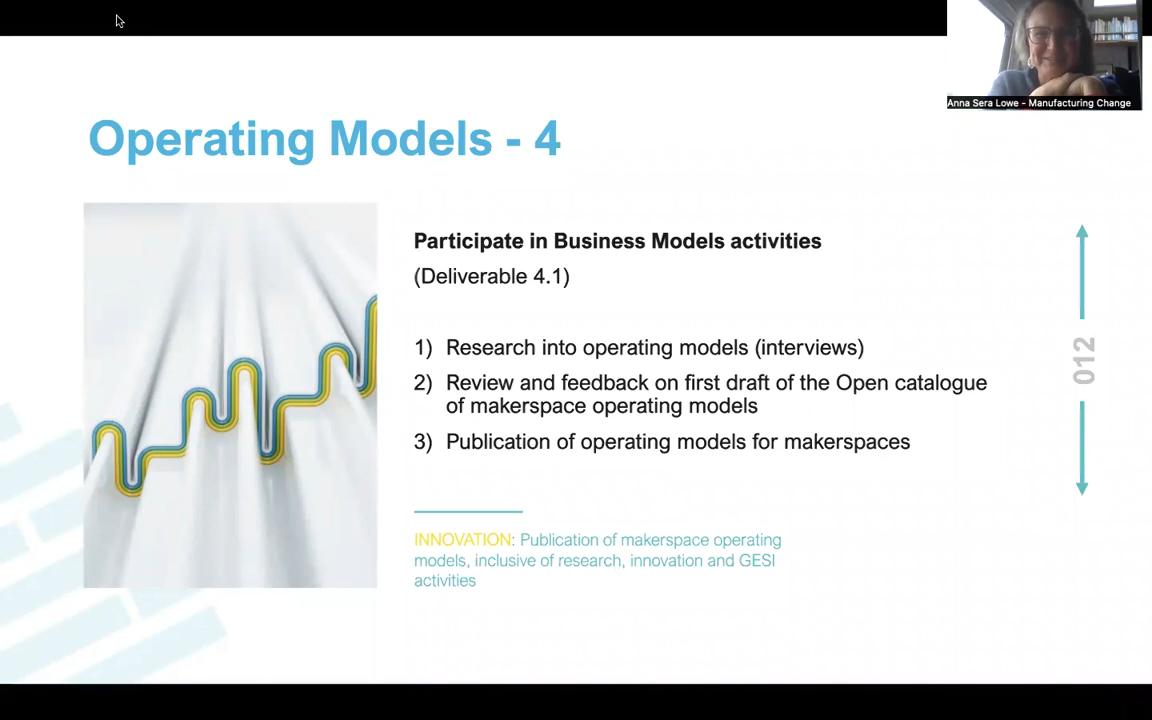 Anna Sera Lowe - Manufacturing Change
Operating Models - 4
Participate in Business Models activities
(Deliverable 4.1)
1) Research into operating models (interviews)
2) Review and feedback on first draft of the Open catalogue
of makerspace operating models
3) Publication of operating models for makerspaces
012
INNOVATION: Publication of makerspace operating
models, inclusive of research, innovation and GESI
activities